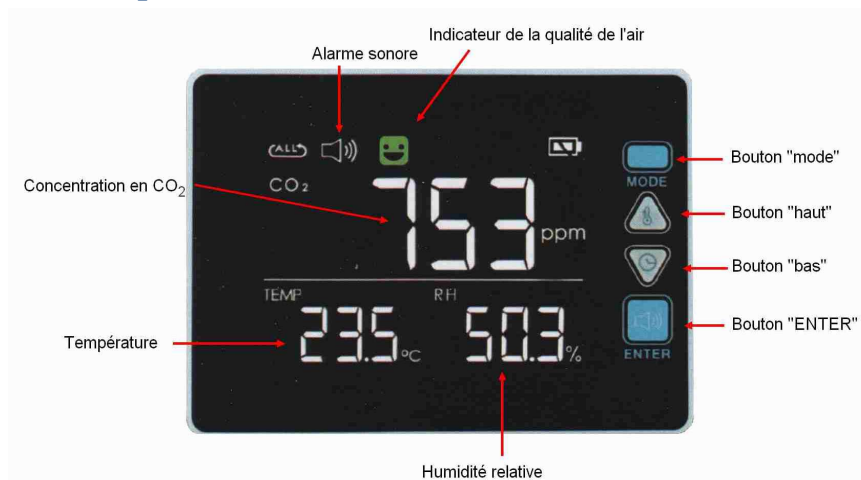 Indicateur de la qualité de l'air
Alarme sonore
ALL
Bouton "mode"
MODE
Concentration en CO₂
CO₂
753 ppm
Bouton "haut"
Bouton "bas"
TEMP
RH
Bouton "ENTER"
Température
23.5 °C
50.3 %
ENTER
Humidité relative